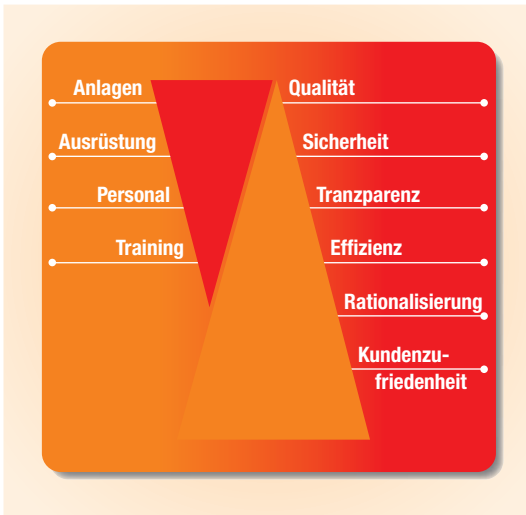 Anlagen
Ausrüstung
Personal
Training
Qualität
Sicherheit
Tranzparenz
Effizienz
Rationalisierung
Kundenzu-
friedenheit